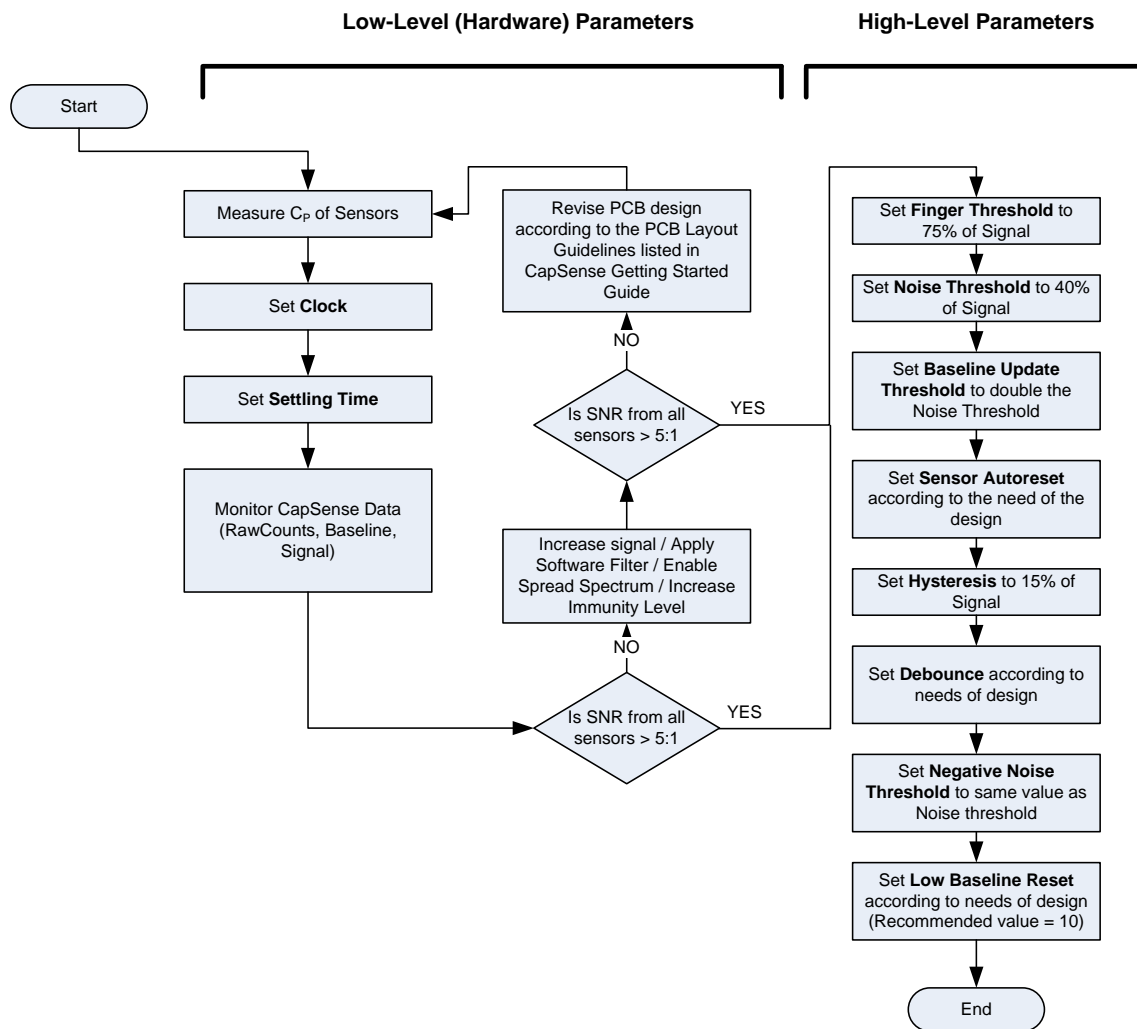 Low-Level (Hardware) Parameters
High-Level Parameters
Start
Measure CP of Sensors
Set Clock
Set Settling Time
Monitor CapSense Data
(RawCounts, Baseline,
Signal)
Revise PCB design
according to the PCB Layout
Guidelines listed in
CapSense Getting Started
Guide
NO
Is SNR from all
sensors > 5:1
YES
Increase signal / Apply
Software Filter / Enable
Spread Spectrum / Increase
Immunity Level
NO
Is SNR from all
sensors > 5:1
YES
Set Finger Threshold to
75% of Signal
Set Noise Threshold to 40%
of Signal
Set Baseline Update
Threshold to double the
Noise Threshold
Set Sensor Autoreset
according to the need of the
design
Set Hysteresis to 15% of
Signal
Set Debounce according to
needs of design
Set Negative Noise
Threshold to same value as
Noise threshold
Set Low Baseline Reset
according to needs of design
(Recommended value = 10)
End